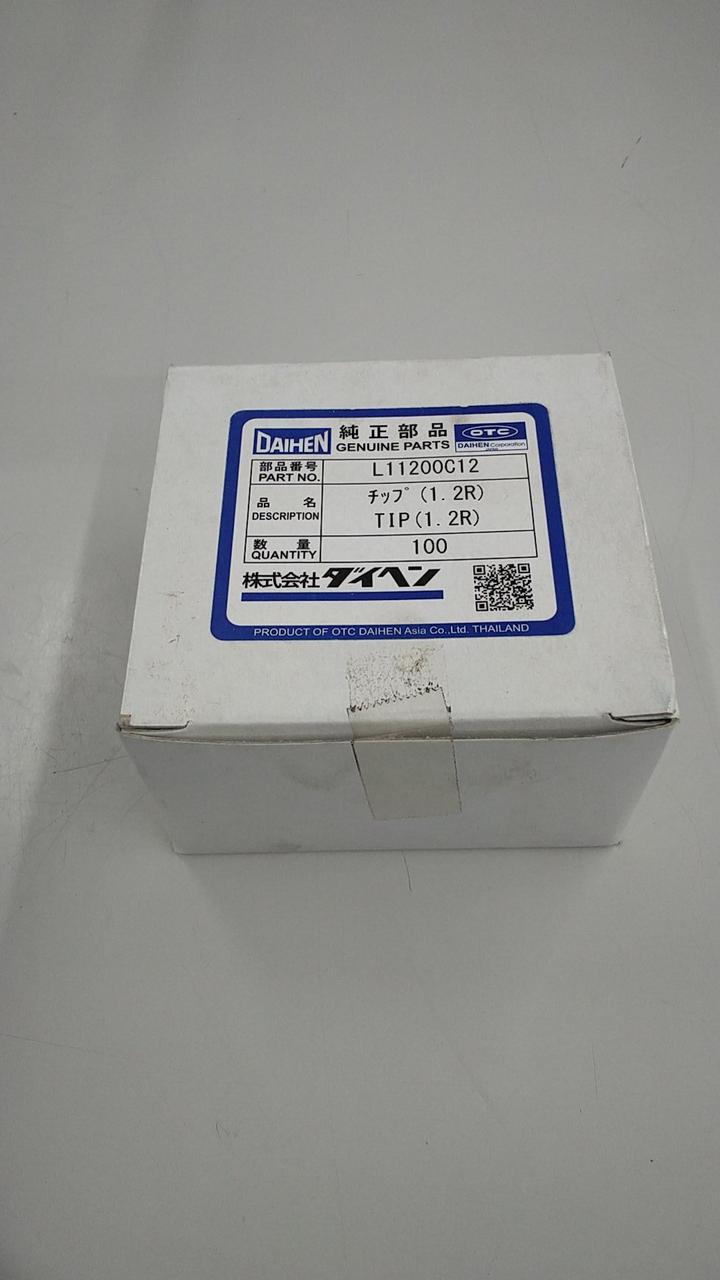 DAIHEN 純正部品 OTC
GENUINE PARTS DAIHEN Corporation
JAPAN
部品番号 L11200C12
PART NO.
品名 チップ(1.2R)
DESCRIPTION TIP(1.2R)
数量 100
QUANTITY
株式会社ダイヘン
PRODUCT OF OTC DAIHEN Asia Co.,Ltd. THAILAND